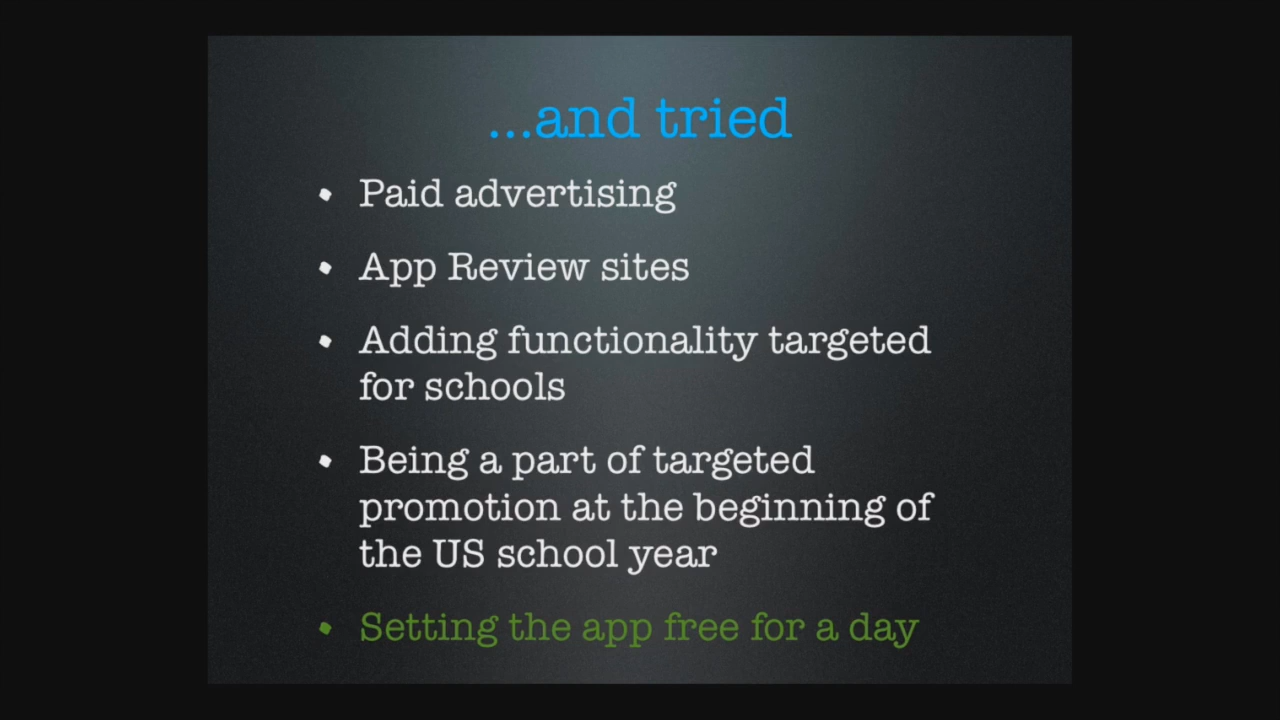 ...and tried
• Paid advertising
• App Review sites
• Adding functionality targeted
for schools
• Being a part of targeted
promotion at the beginning of
the US school year
• Setting the app free for a day